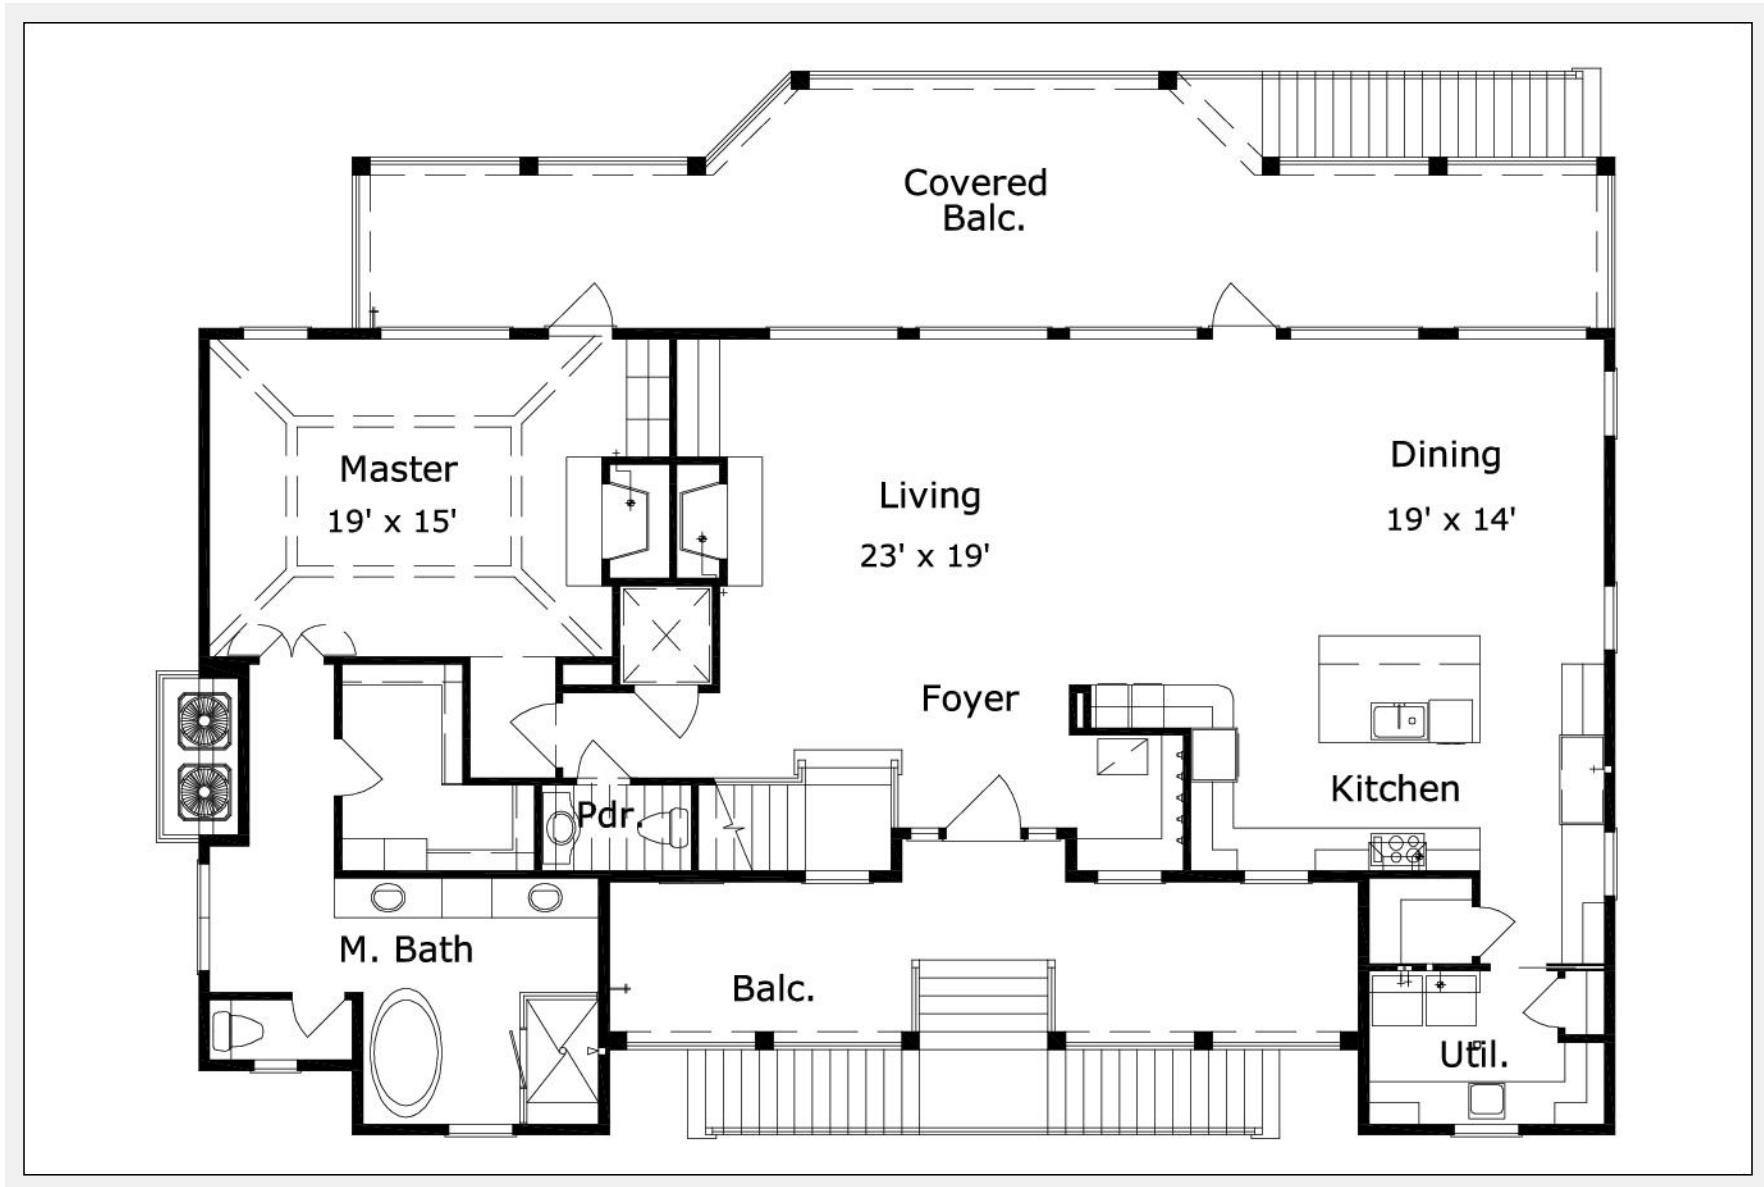 Covered
Balc.
Master
19' x 15'
Living
23' x 19'
Dining
19' x 14'
Foyer
Kitchen
Pdr.
M. Bath
Balc.
Util.